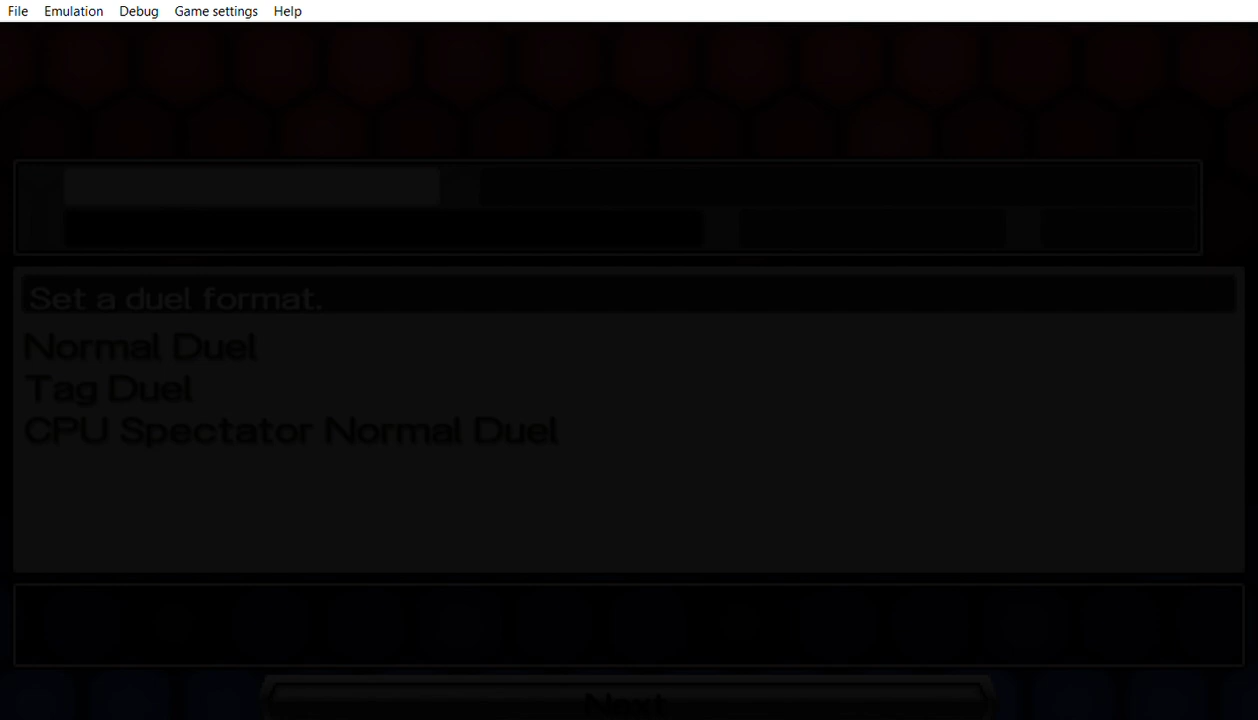 File Emulation Debug Game settings Help
Set a duel format.
Normal Duel
Tag Duel
CPU Spectator Normal Duel
Next